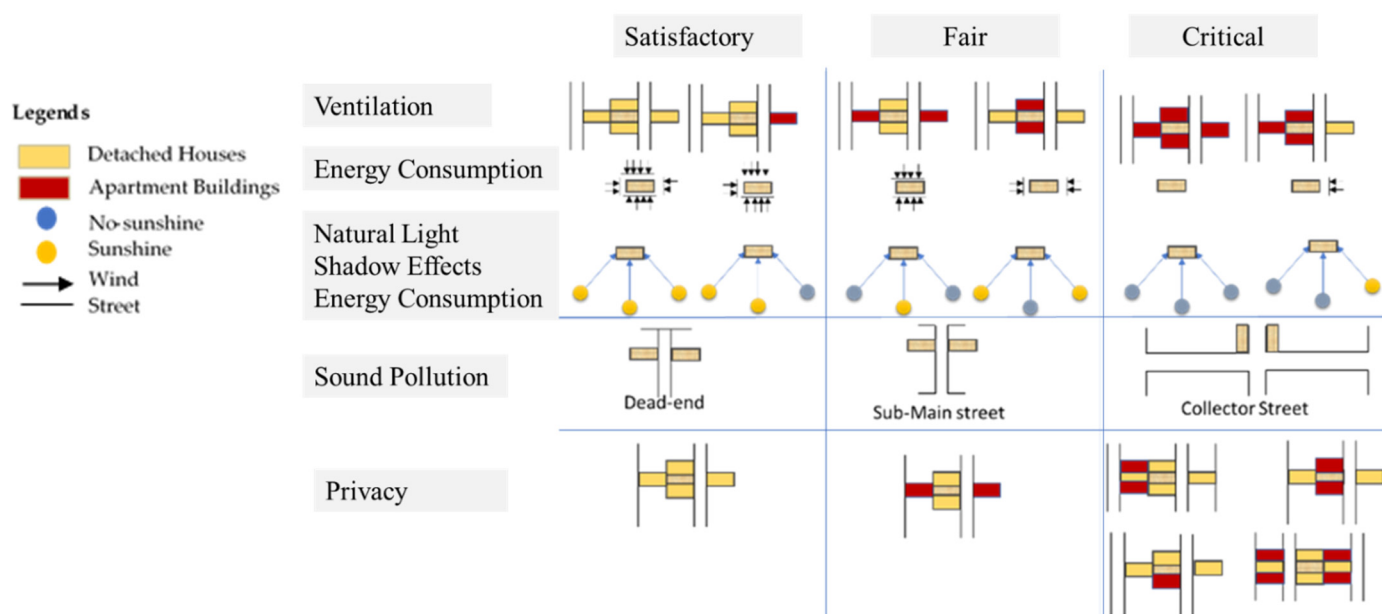 Satisfactory
Fair
Critical
Legends
Detached Houses
Apartment Buildings
No-sunshine
Sunshine
Wind
Street
Ventilation
Energy Consumption
Natural Light
Shadow Effects
Energy Consumption
Sound Pollution
Dead-end
Sub-Main street
Collector Street
Privacy